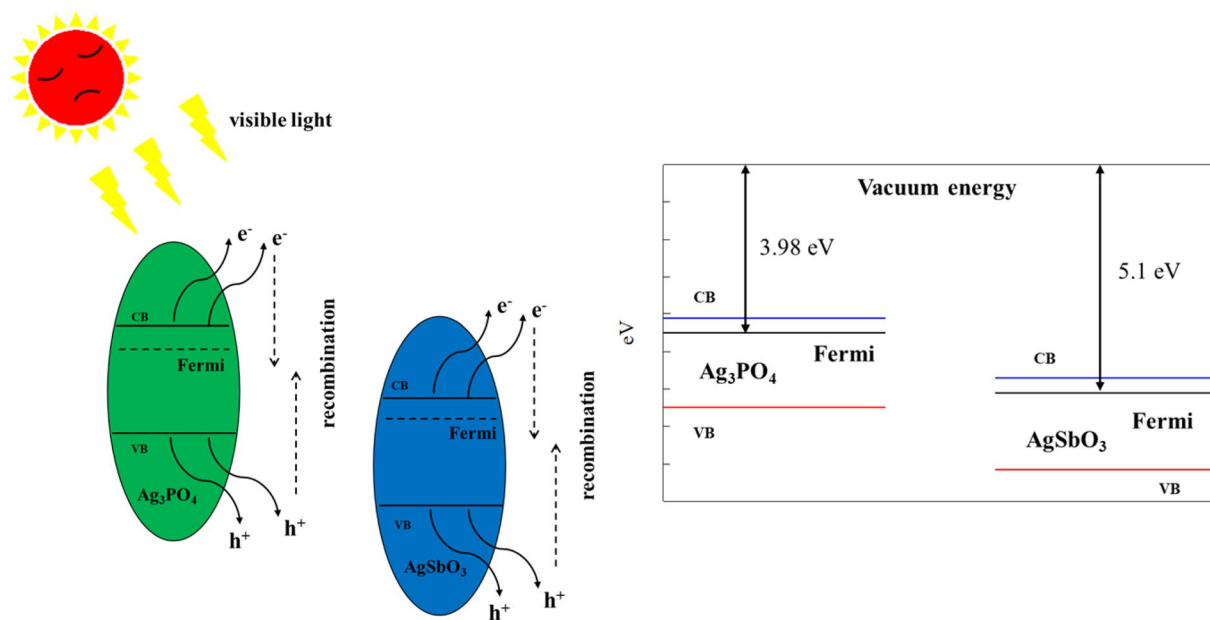 visible light
e⁻
e⁻
CB
Fermi
VB
Ag₃PO₄
h⁺
h⁺
recombination
e⁻
e⁻
CB
Fermi
VB
AgSbO₃
h⁺
h⁺
recombination
Vacuum energy
3.98 eV
5.1 eV
eV
CB
Fermi
Ag₃PO₄
VB
CB
Fermi
AgSbO₃
VB